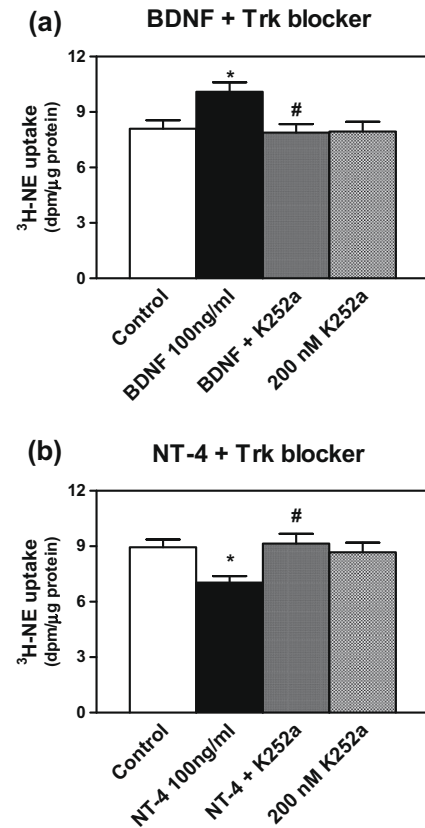 (a) BDNF + Trk blocker
³H-NE uptake
(dpm/µg protein)
12
9
6
3
0
*
#
Control
BDNF 100ng/ml
BDNF + K252a
200 nM K252a
(b) NT-4 + Trk blocker
³H-NE uptake
(dpm/µg protein)
12
9
6
3
0
*
#
Control
NT-4 100ng/ml
NT-4 + K252a
200 nM K252a